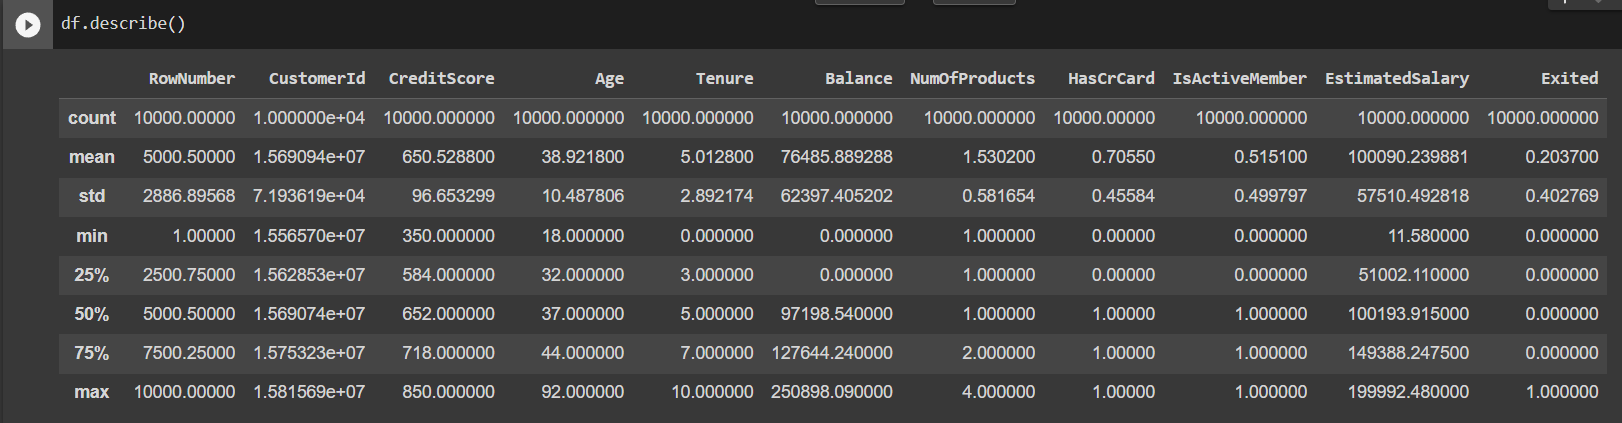 df.describe()
RowNumber CustomerId CreditScore Age Tenure Balance NumOfProducts HasCrCard IsActiveMember EstimatedSalary Exited
count 10000.00000 1.000000e+04 10000.000000 10000.000000 10000.000000 10000.000000 10000.000000 10000.00000 10000.000000 10000.000000 10000.000000
mean 5000.50000 1.569094e+07 650.528800 38.921800 5.012800 76485.889288 1.530200 0.70550 0.515100 100090.239881 0.203700
std 2886.89568 7.193619e+04 96.653299 10.487806 2.892174 62397.405202 0.581654 0.45584 0.499797 57510.492818 0.402769
min 1.00000 1.556570e+07 350.000000 18.000000 0.000000 0.000000 1.000000 0.00000 0.000000 11.580000 0.000000
25% 2500.75000 1.562853e+07 584.000000 32.000000 3.000000 0.000000 1.000000 0.00000 0.000000 51002.110000 0.000000
50% 5000.50000 1.569074e+07 652.000000 37.000000 5.000000 97198.540000 1.000000 1.00000 1.000000 100193.915000 0.000000
75% 7500.25000 1.575323e+07 718.000000 44.000000 7.000000 127644.240000 2.000000 1.00000 1.000000 149388.247500 0.000000
max 10000.00000 1.581569e+07 850.000000 92.000000 10.000000 250898.090000 4.000000 1.00000 1.000000 199992.480000 1.000000